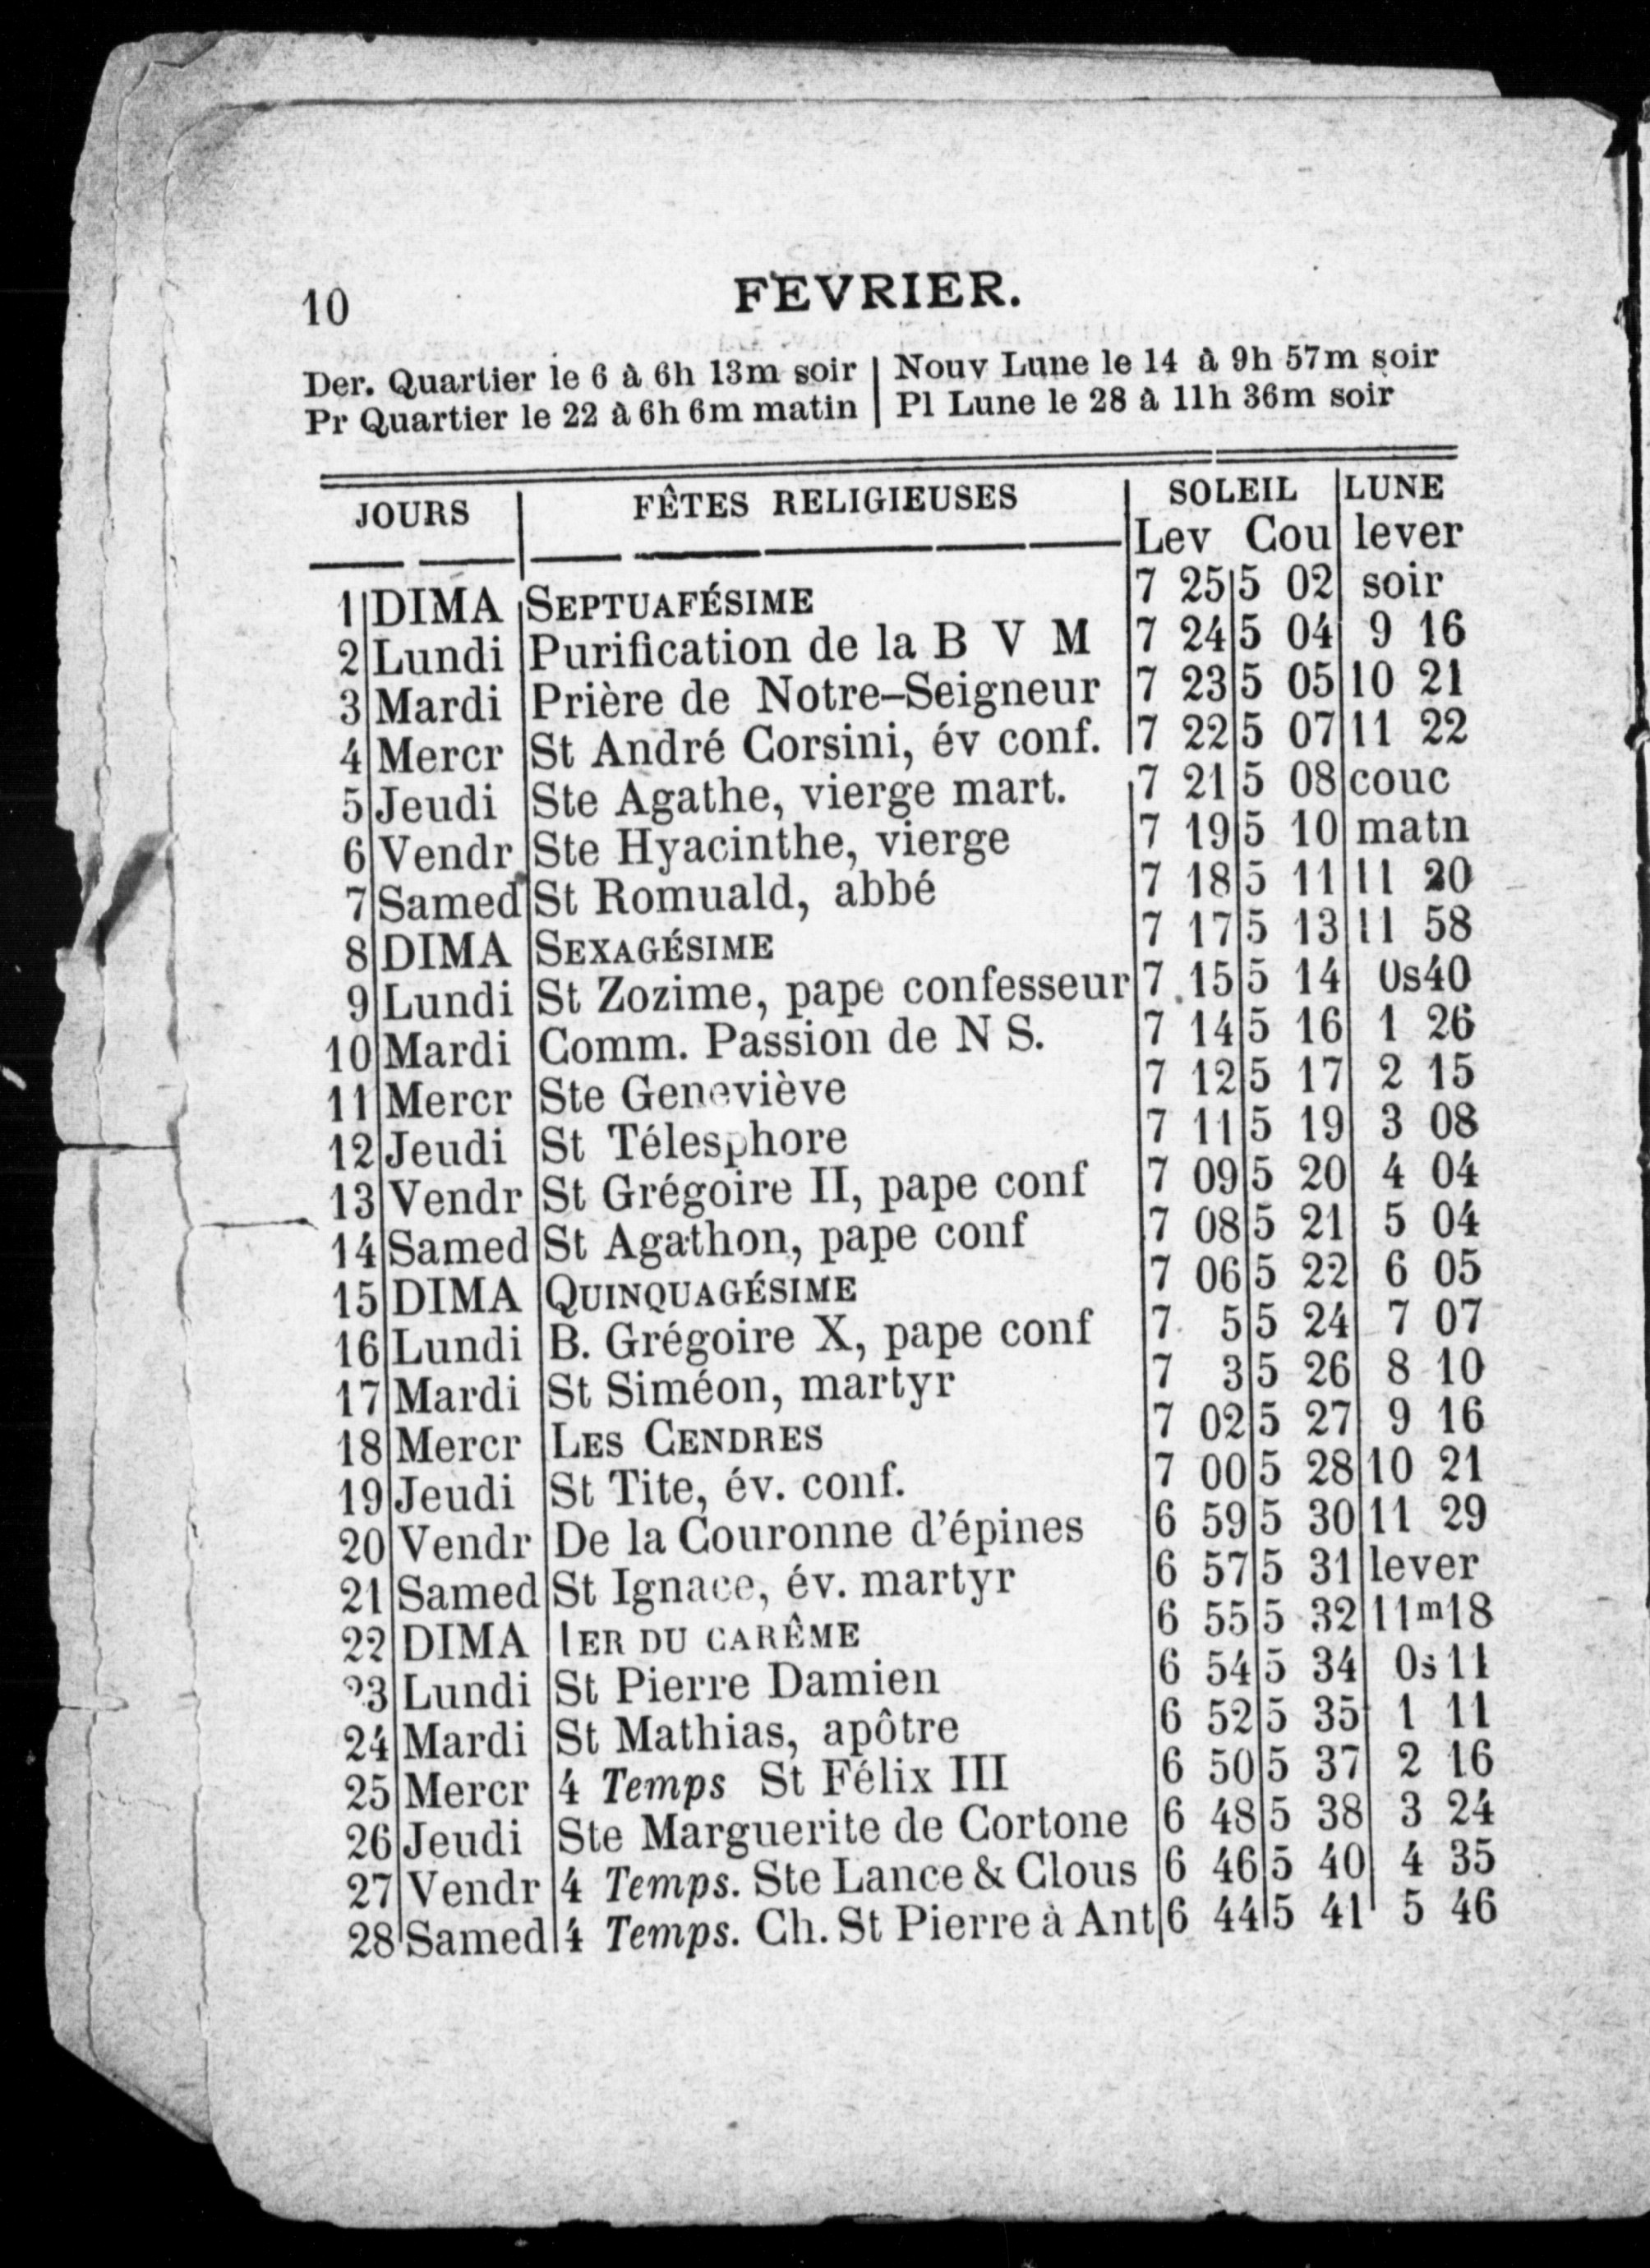 10
FEVRIER.
Der. Quartier le 6 à 6h 13m soir | Nouv Lune le 14 à 9h 57m soir
Pr Quartier le 22 à 6h 6m matin | Pl Lune le 28 à 11h 36m soir
JOURS FÊTES RELIGIEUSES SOLEIL LUNE
Lev Cou lever
1 DIMA SEPTUAFÉSIME 7 25 5 02 soir
2 Lundi Purification de la B V M 7 24 5 04 9 16
3 Mardi Prière de Notre-Seigneur 7 23 5 05 10 21
4 Mercr St André Corsini, év conf. 7 22 5 07 11 22
5 Jeudi Ste Agathe, vierge mart. 7 21 5 08 couc
6 Vendr Ste Hyacinthe, vierge 7 19 5 10 matn
7 Samed St Romuald, abbé 7 18 5 11 11 20
8 DIMA SEXAGÉSIME 7 17 5 13 11 58
9 Lundi St Zozime, pape confesseur 7 15 5 14 0s40
10 Mardi Comm. Passion de N S. 7 14 5 16 1 26
11 Mercr Ste Geneviève 7 12 5 17 2 15
12 Jeudi St Télesphore 7 11 5 19 3 08
13 Vendr St Grégoire II, pape conf 7 09 5 20 4 04
14 Samed St Agathon, pape conf 7 08 5 21 5 04
15 DIMA QUINQUAGÉSIME 7 06 5 22 6 05
16 Lundi B. Grégoire X, pape conf 7 5 5 24 7 07
17 Mardi St Siméon, martyr 7 3 5 26 8 10
18 Mercr LES CENDRES 7 02 5 27 9 16
19 Jeudi St Tite, év. conf. 7 00 5 28 10 21
20 Vendr De la Couronne d'épines 6 59 5 30 11 29
21 Samed St Ignace, év. martyr 6 57 5 31 lever
22 DIMA 1ER DU CARÊME 6 55 5 32 11m18
23 Lundi St Pierre Damien 6 54 5 34 0s11
24 Mardi St Mathias, apôtre 6 52 5 35 1 11
25 Mercr 4 Temps St Félix III 6 50 5 37 2 16
26 Jeudi Ste Marguerite de Cortone 6 48 5 38 3 24
27 Vendr 4 Temps. Ste Lance & Clous 6 46 5 40 4 35
28 Samed 4 Temps. Ch. St Pierre à Ant 6 44 5 41 5 46